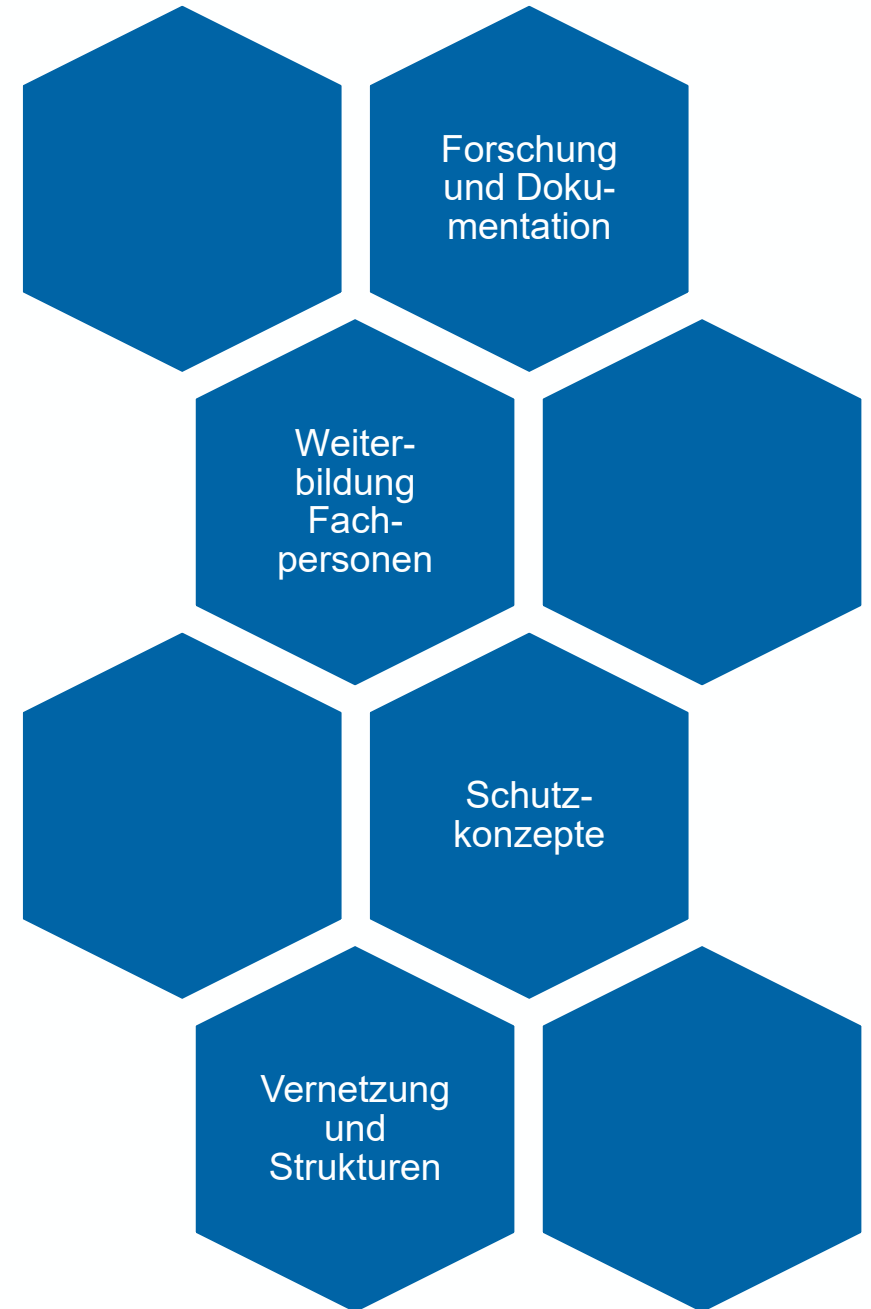 Forschung
und Doku-
mentation
Weiter-
bildung
Fach-
personen
Schutz-
konzepte
Vernetzung
und
Strukturen